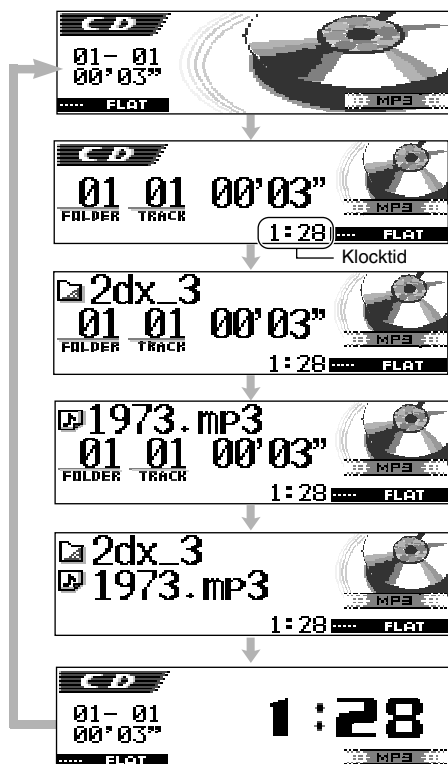 CD
01- 01
00'03”
FLAT
MP3
CD
01 01 00'03”
FOLDER TRACK
MP3
1:28 FLAT
Klocktid
2dx_3
01 01 00'03”
FOLDER TRACK
MP3
1:28 FLAT
1973.mp3
01 01 00'03”
FOLDER TRACK
MP3
1:28 FLAT
2dx_3
1973.mp3
MP3
1:28 FLAT
CD
01- 01
00'03”
1:28
FLAT
MP3